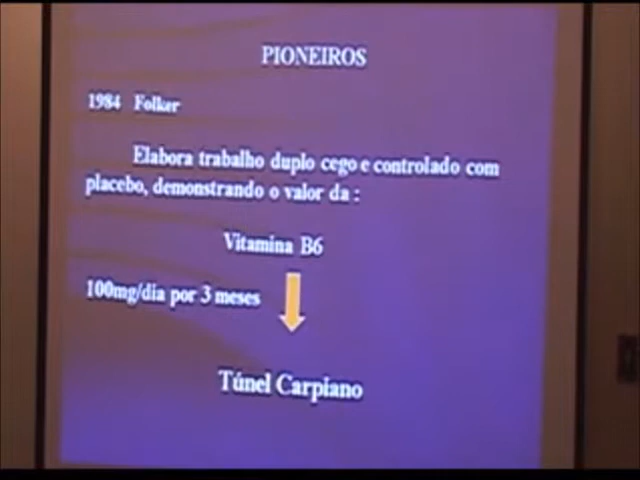 PIONEIROS
1984 Folker
Elabora trabalho duplo cego e controlado com
placebo, demonstrando o valor da :
Vitamina B6
100mg/dia por 3 meses
Túnel Carpiano